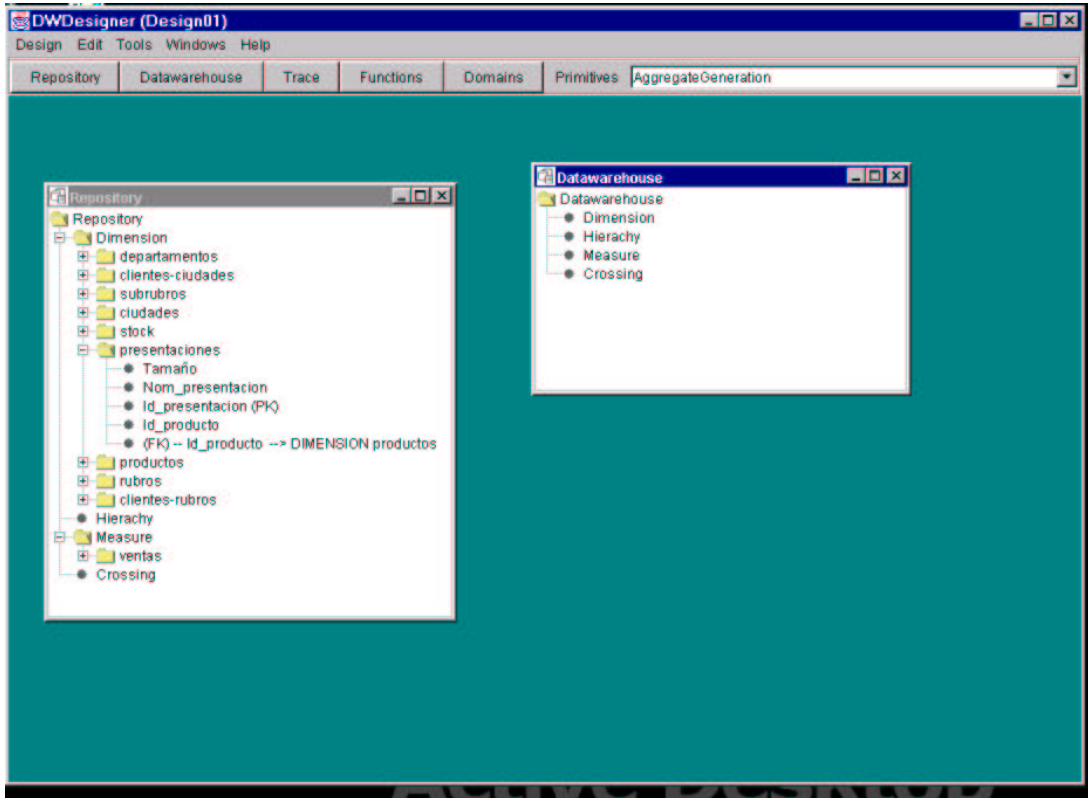 DWDesigner (Design01)
Design Edit Tools Windows Help
Repository Datawarehouse Trace Functions Domains Primitives AggregateGeneration
Repository
Repository
Dimension
departamentos
clientes-ciudades
subrubros
ciudades
stock
presentaciones
Tamaño
Nom_presentacion
Id_presentacion (PK)
Id_producto
(FK) -- Id_producto --> DIMENSION productos
productos
rubros
clientes-rubros
Hierachy
Measure
ventas
Crossing
Datawarehouse
Datawarehouse
Dimension
Hierachy
Measure
Crossing
Active Desktop